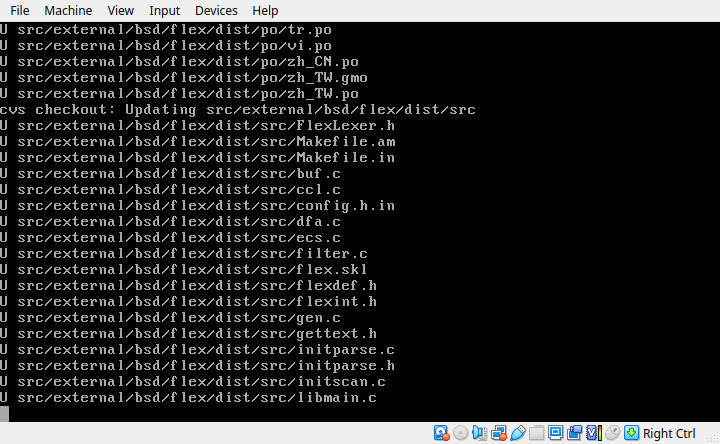 File Machine View Input Devices Help
U src/external/bsd/flex/dist/po/tr.po
U src/external/bsd/flex/dist/po/vi.po
U src/external/bsd/flex/dist/po/zh_CN.po
U src/external/bsd/flex/dist/po/zh_TW.gmo
U src/external/bsd/flex/dist/po/zh_TW.po
cvs checkout: Updating src/external/bsd/flex/dist/src
U src/external/bsd/flex/dist/src/FlexLexer.h
U src/external/bsd/flex/dist/src/Makefile.am
U src/external/bsd/flex/dist/src/Makefile.in
U src/external/bsd/flex/dist/src/buf.c
U src/external/bsd/flex/dist/src/ccl.c
U src/external/bsd/flex/dist/src/config.h.in
U src/external/bsd/flex/dist/src/dfa.c
U src/external/bsd/flex/dist/src/ecs.c
U src/external/bsd/flex/dist/src/filter.c
U src/external/bsd/flex/dist/src/flex.skl
U src/external/bsd/flex/dist/src/flexdef.h
U src/external/bsd/flex/dist/src/flexint.h
U src/external/bsd/flex/dist/src/gen.c
U src/external/bsd/flex/dist/src/gettext.h
U src/external/bsd/flex/dist/src/initparse.c
U src/external/bsd/flex/dist/src/initparse.h
U src/external/bsd/flex/dist/src/initscan.c
U src/external/bsd/flex/dist/src/libmain.c
Right Ctrl